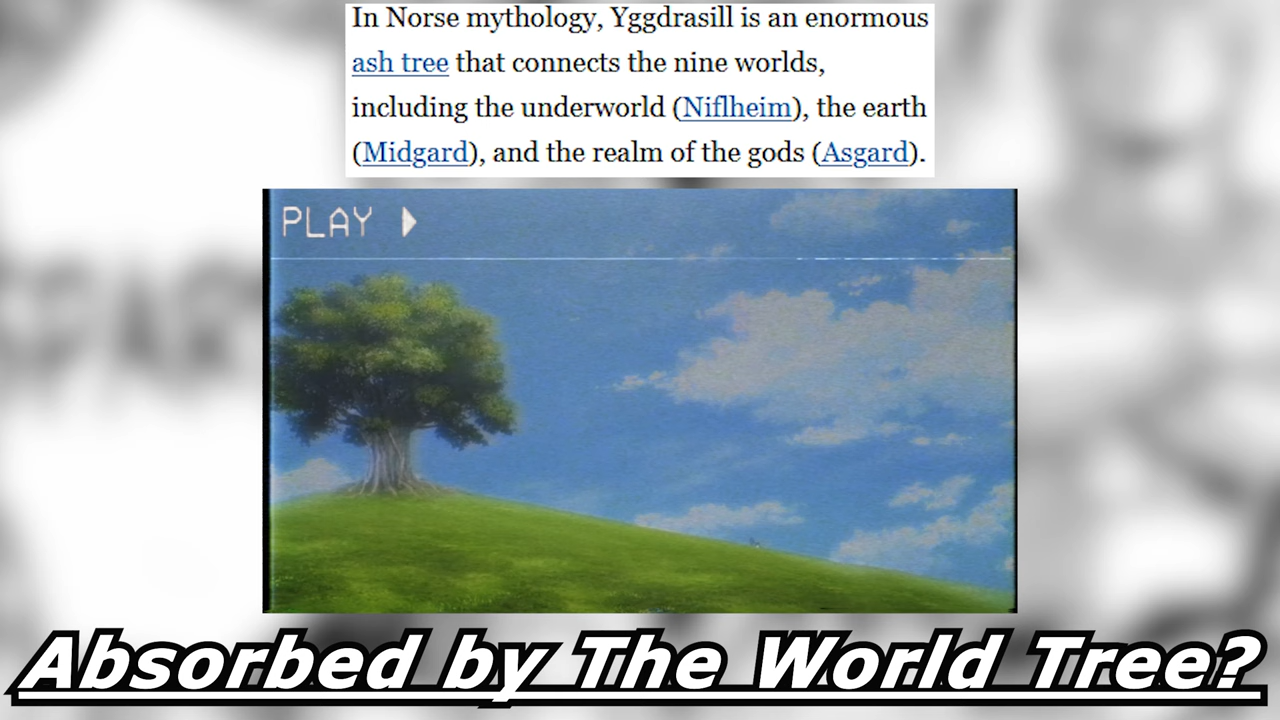 In Norse mythology, Yggdrasill is an enormous
ash tree that connects the nine worlds,
including the underworld (Niflheim), the earth
(Midgard), and the realm of the gods (Asgard).
PLAY
Absorbed by The World Tree?